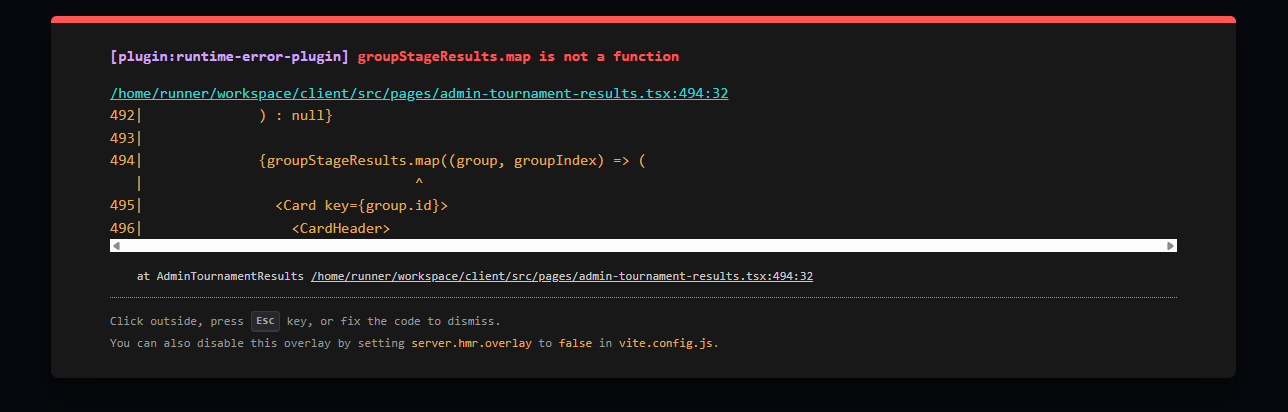 [plugin:runtime-error-plugin] groupStageResults.map is not a function
/home/runner/workspace/client/src/pages/admin-tournament-results.tsx:494:32
492|              ) : null}
493|
494|              {groupStageResults.map((group, groupIndex) => (
   |                                ^
495|                <Card key={group.id}>
496|                  <CardHeader>
at AdminTournamentResults /home/runner/workspace/client/src/pages/admin-tournament-results.tsx:494:32
Click outside, press Esc key, or fix the code to dismiss.
You can also disable this overlay by setting server.hmr.overlay to false in vite.config.js.